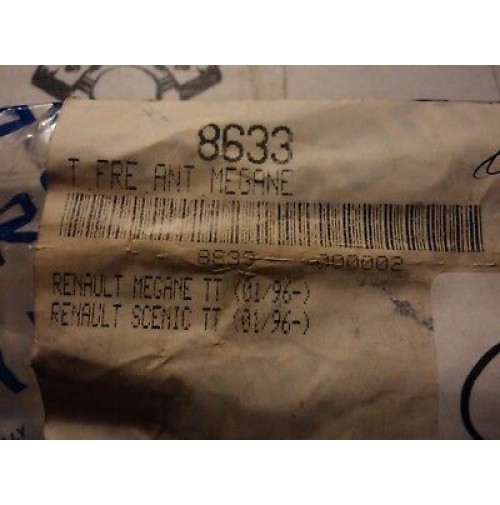 8633
T.FRE ANT MEGANE
8633 000002
RENAULT MEGANE TT (01/96-)
RENAULT SCENIC TT (01/96-)